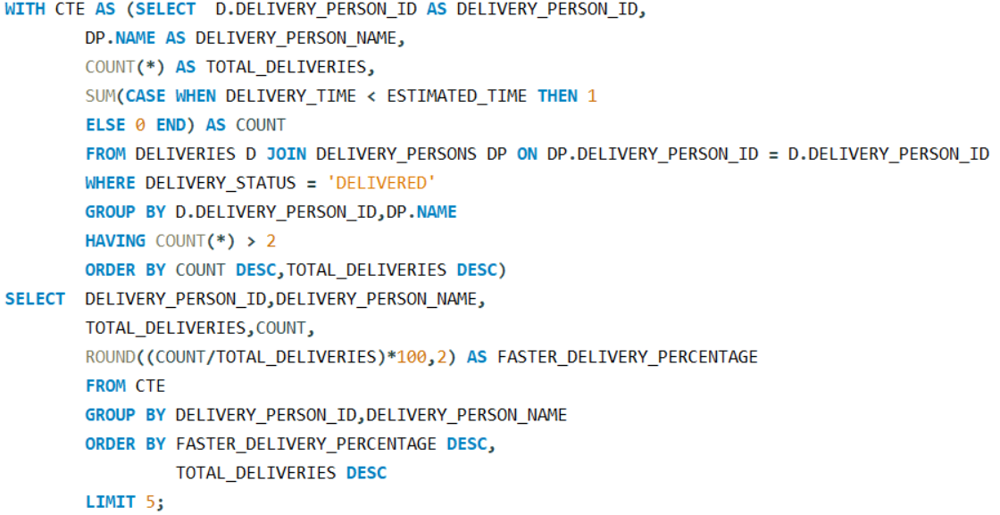 WITH CTE AS (SELECT  D.DELIVERY_PERSON_ID AS DELIVERY_PERSON_ID,
        DP.NAME AS DELIVERY_PERSON_NAME,
        COUNT(*) AS TOTAL_DELIVERIES,
        SUM(CASE WHEN DELIVERY_TIME < ESTIMATED_TIME THEN 1
        ELSE 0 END) AS COUNT
        FROM DELIVERIES D JOIN DELIVERY_PERSONS DP ON DP.DELIVERY_PERSON_ID = D.DELIVERY_PERSON_ID
        WHERE DELIVERY_STATUS = 'DELIVERED'
        GROUP BY D.DELIVERY_PERSON_ID,DP.NAME
        HAVING COUNT(*) > 2
        ORDER BY COUNT DESC,TOTAL_DELIVERIES DESC)
SELECT  DELIVERY_PERSON_ID,DELIVERY_PERSON_NAME,
        TOTAL_DELIVERIES,COUNT,
        ROUND((COUNT/TOTAL_DELIVERIES)*100,2) AS FASTER_DELIVERY_PERCENTAGE
        FROM CTE
        GROUP BY DELIVERY_PERSON_ID,DELIVERY_PERSON_NAME
        ORDER BY FASTER_DELIVERY_PERCENTAGE DESC,
                 TOTAL_DELIVERIES DESC
        LIMIT 5;